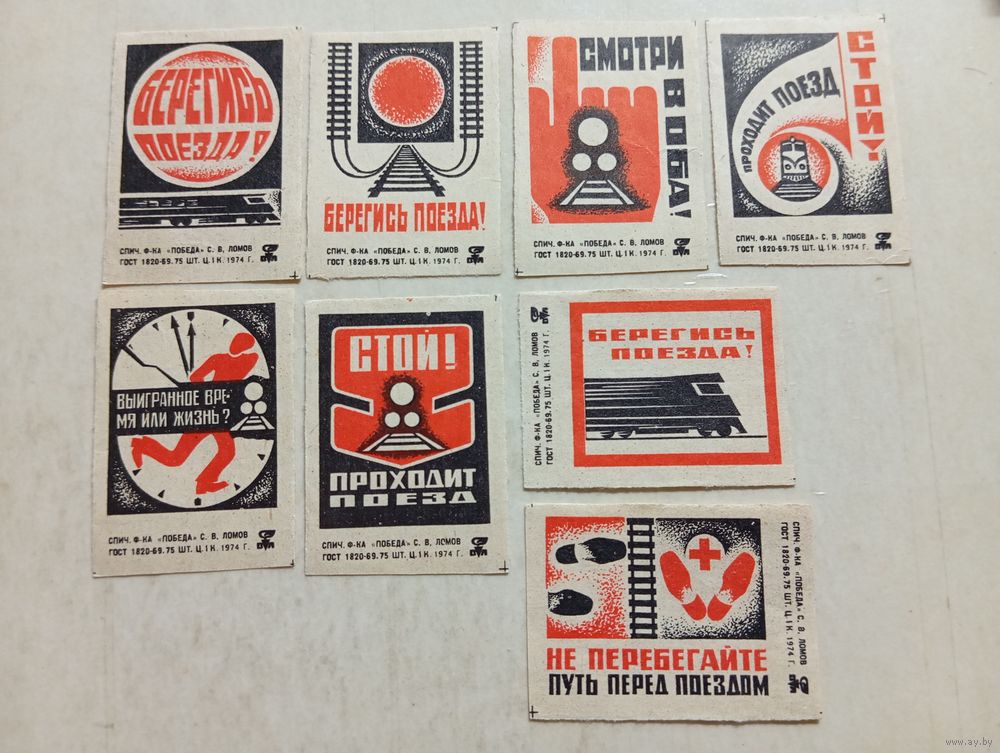 БЕРЕГИСЬ
ПОЕЗДА!
СПИЧ. Ф-КА «ПОБЕДА» С. В. ЛОМОВ
ГОСТ 1820-69. 75 ШТ. Ц. 1 К. 1974 Г.
БЕРЕГИСЬ ПОЕЗДА!
СПИЧ. Ф-КА «ПОБЕДА» С. В. ЛОМОВ
ГОСТ 1820-69. 75 ШТ. Ц. 1 К. 1974 Г.
СМОТРИ
В ОБА!
СПИЧ. Ф-КА «ПОБЕДА» С. В. ЛОМОВ
ГОСТ 1820-69. 75 ШТ. Ц. 1 К. 1974 Г.
СТОЙ!
ПРОХОДИТ ПОЕЗД
СПИЧ. Ф-КА «ПОБЕДА» С. В. ЛОМОВ
ГОСТ 1820-69. 75 ШТ. Ц. 1 К. 1974 Г.
ВЫИГРАННОЕ ВРЕ-
МЯ ИЛИ ЖИЗНЬ?
СПИЧ. Ф-КА «ПОБЕДА» С. В. ЛОМОВ
ГОСТ 1820-69. 75 ШТ. Ц. 1 К. 1974 Г.
СТОЙ!
ПРОХОДИТ
ПОЕЗД
СПИЧ. Ф-КА «ПОБЕДА» С. В. ЛОМОВ
ГОСТ 1820-69. 75 ШТ. Ц. 1 К. 1974 Г.
БЕРЕГИСЬ
ПОЕЗДА!
СПИЧ. Ф-КА «ПОБЕДА» С. В. ЛОМОВ
ГОСТ 1820-69. 75 ШТ. Ц. 1 К. 1974 Г.
НЕ ПЕРЕБЕГАЙТЕ
ПУТЬ ПЕРЕД ПОЕЗДОМ
СПИЧ. Ф-КА «ПОБЕДА» С. В. ЛОМОВ
ГОСТ 1820-69. 75 ШТ. Ц. 1 К. 1974 Г.
www.ay.by